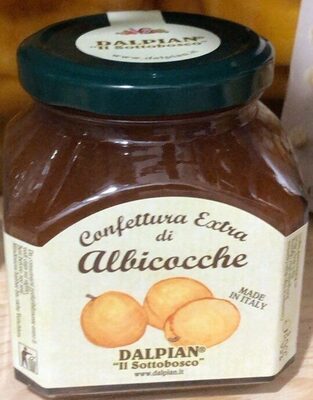 DALPIAN®
"Il Sottobosco"
www.dalpian.it
Confettura Extra
di
Albicocche
MADE
IN ITALY
DALPIAN®
"Il Sottobosco"
www.dalpian.it